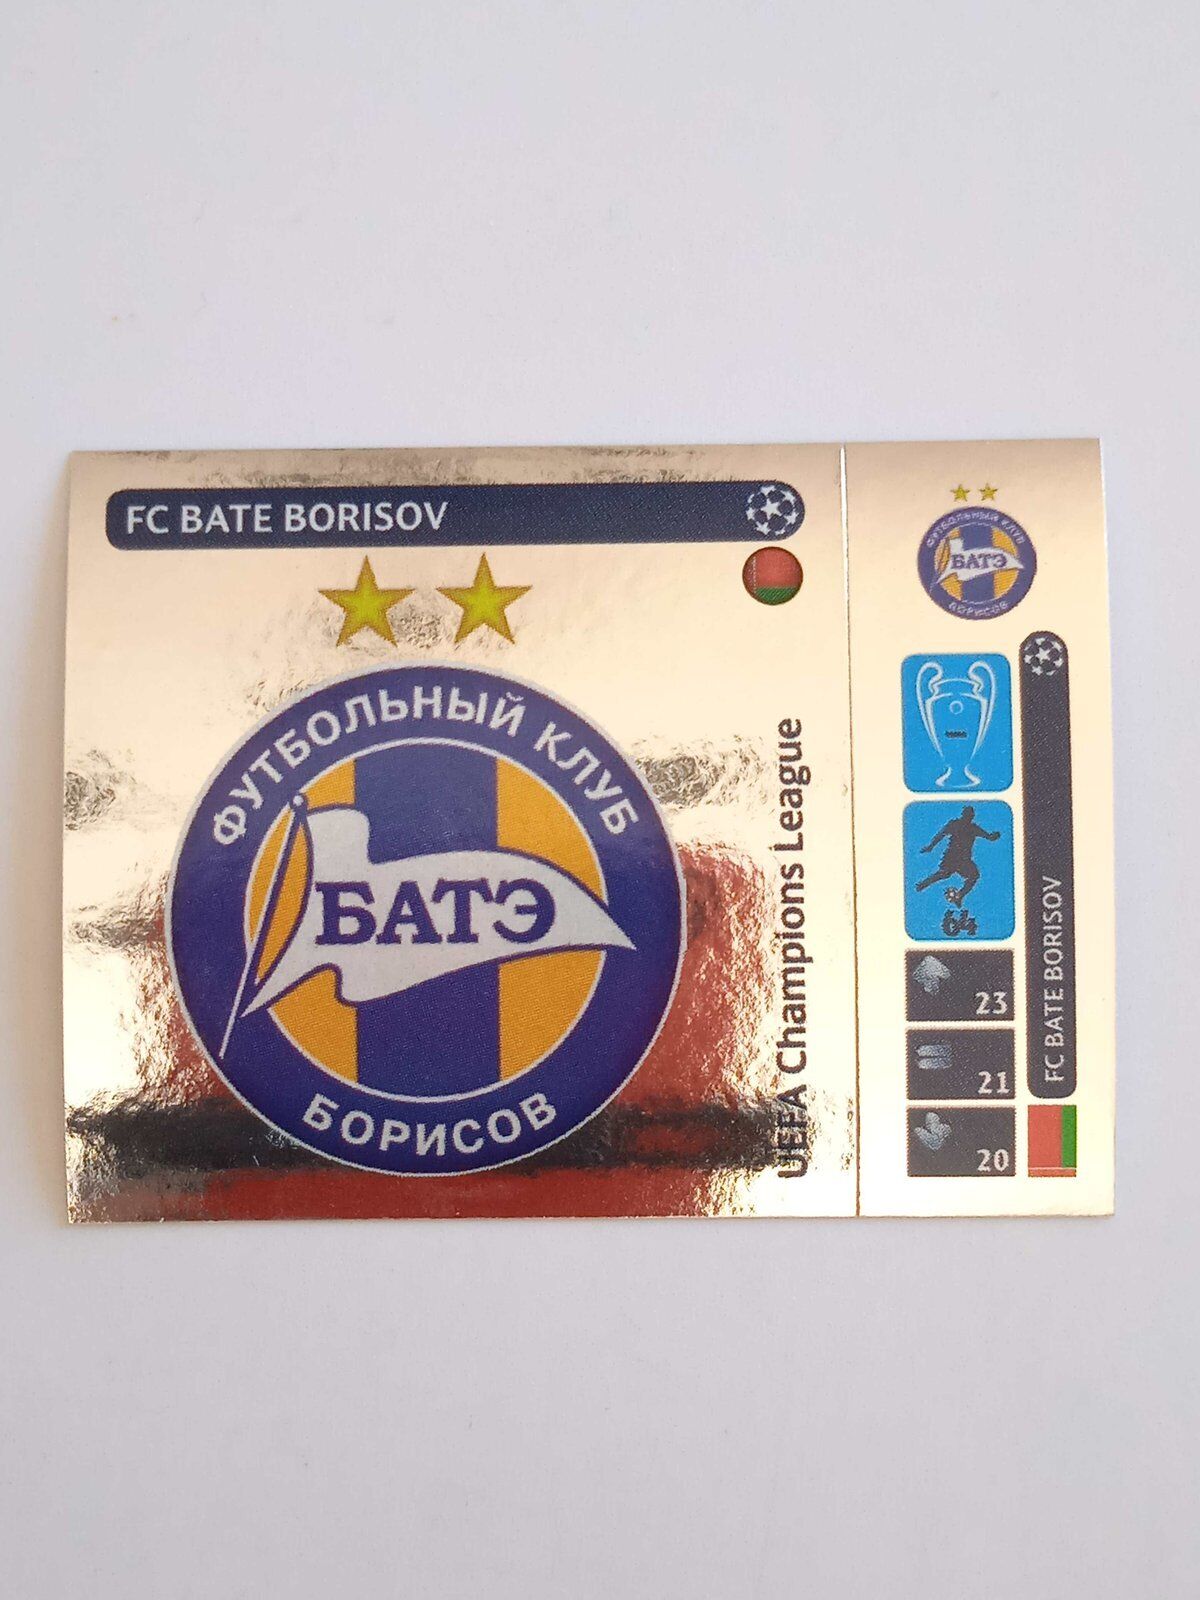 FC BATE BORISOV
ФУТБОЛЬНЫЙ КЛУБ
БАТЭ
БОРИСОВ
UEFA Champions League
ФУТБОЛЬНЫЙ КЛУБ
БАТЭ
БОРИСОВ
64
23
21
20
FC BATE BORISOV